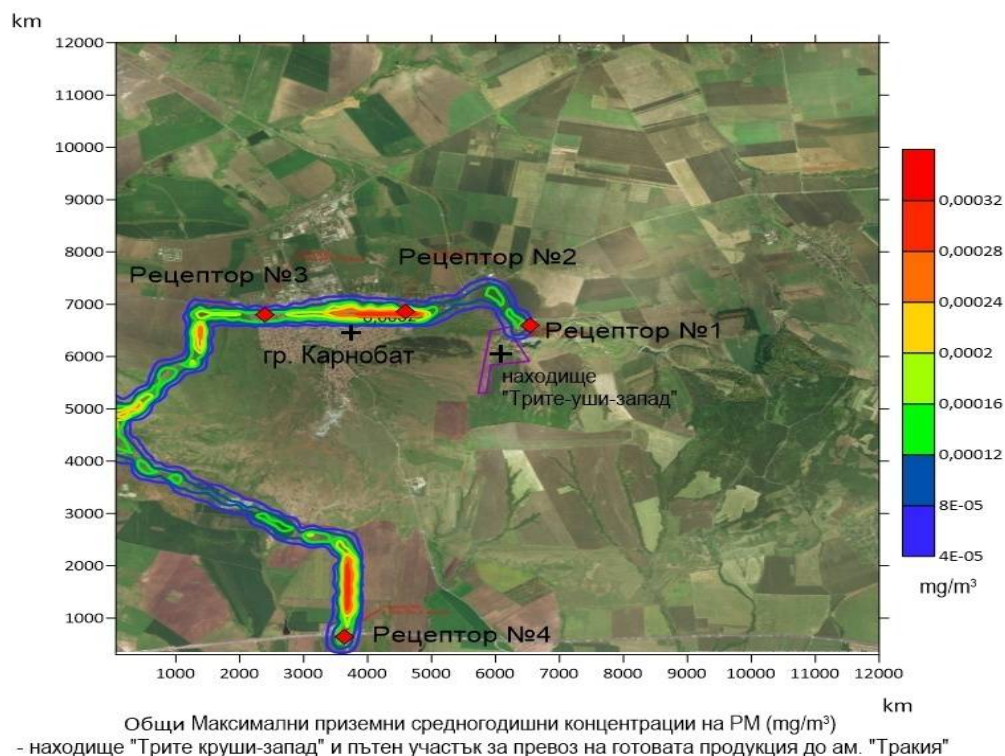 km
12000
11000
10000
9000
8000
7000
6000
5000
4000
3000
2000
1000
Рецептор №3
Рецептор №2
Рецептор №1
гр. Карнобат
находище
"Трите-уши-запад"
Рецептор №4
1000 2000 3000 4000 5000 6000 7000 8000 9000 10000 11000 12000
km
0,00032
0,00028
0,00024
0,0002
0,00016
0,00012
8E-05
4E-05
mg/m³
Общи Максимални приземни средногодишни концентрации на PM (mg/m³)
- находище "Трите круши-запад" и пътен участък за превоз на готовата продукция до ам. "Тракия"